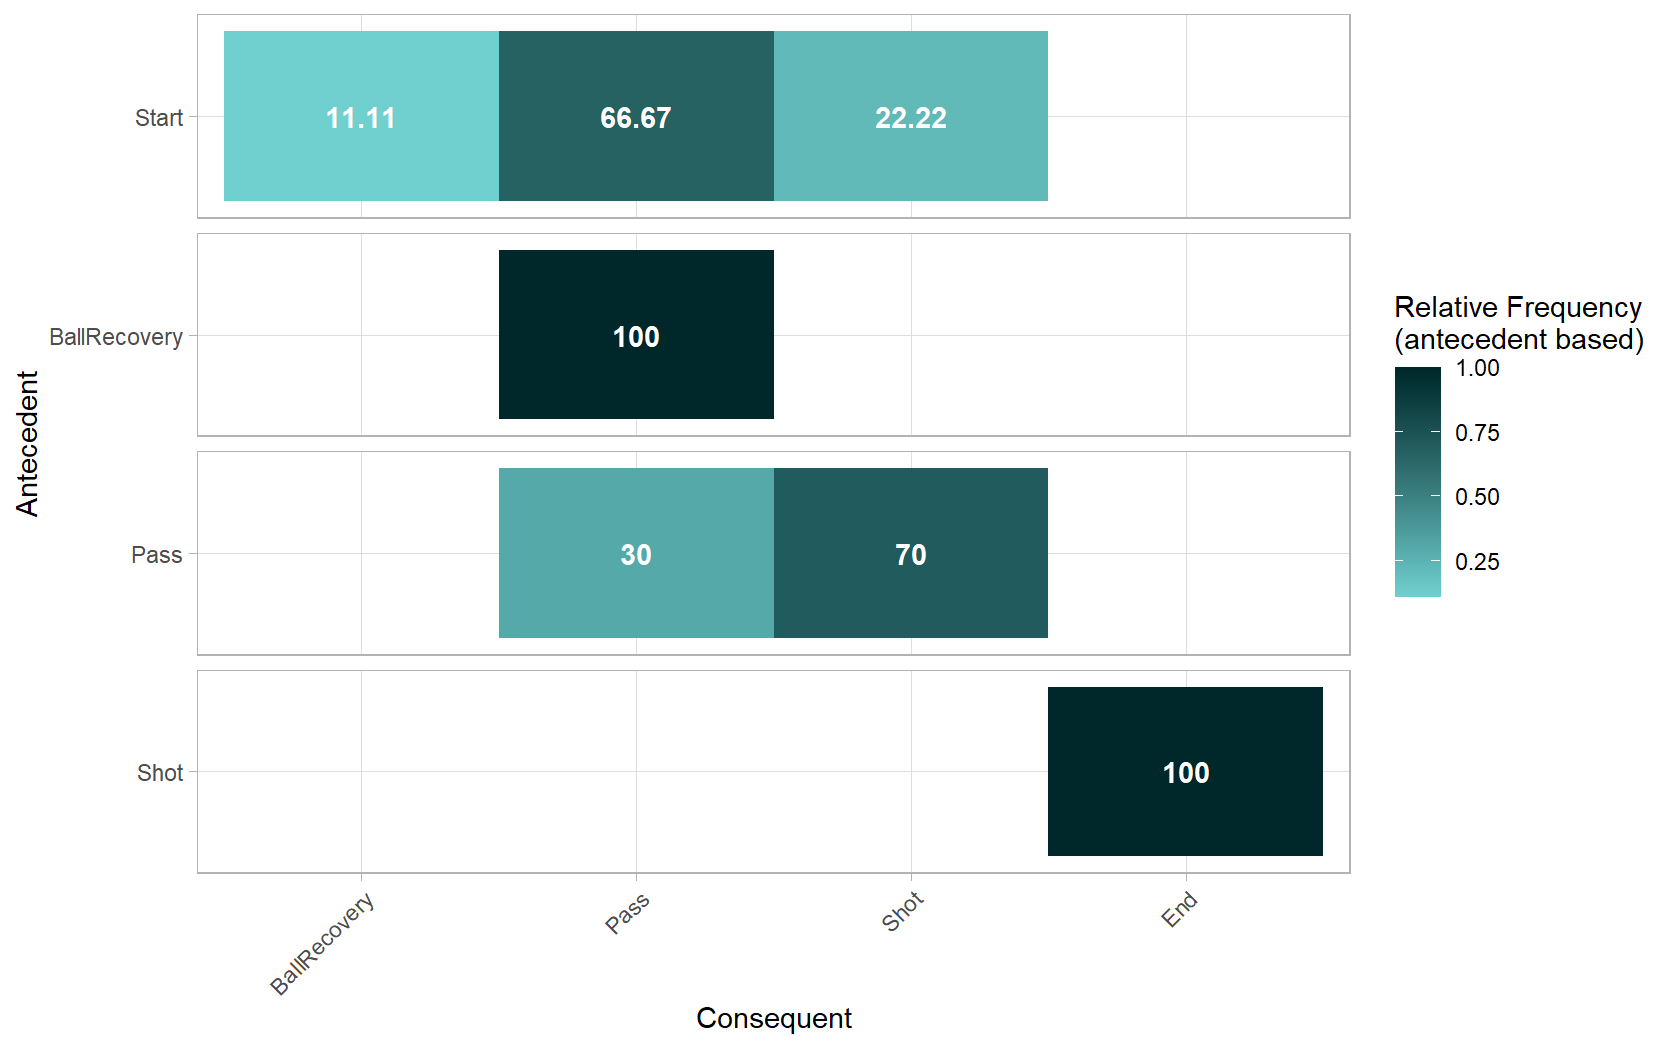 Start
11.11
66.67
22.22
BallRecovery
100
Pass
30
70
Shot
100
BallRecovery
Pass
Shot
End
Consequent
Antecedent
Relative Frequency
(antecedent based)
1.00
0.75
0.50
0.25